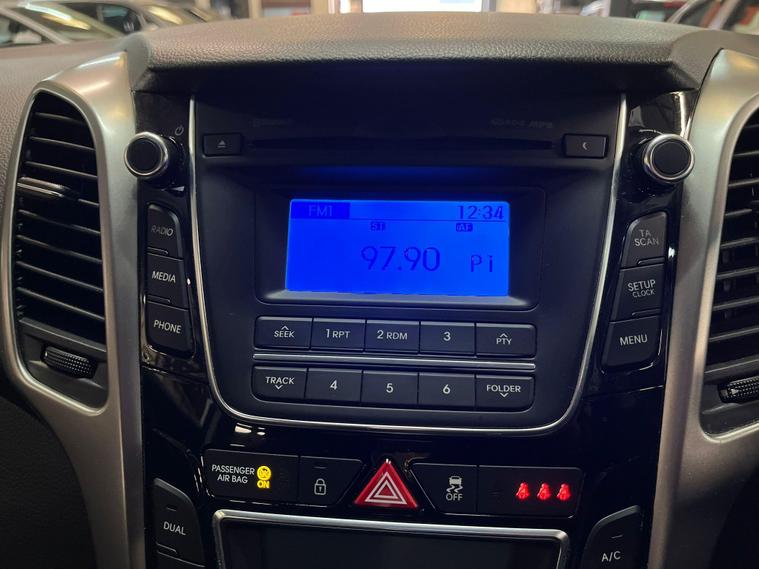 FM1 12:34
ST AF
97.90 P1
RADIO
MEDIA
PHONE
TA
SCAN
SETUP
CLOCK
MENU
SEEK 1 RPT 2 RDM 3 PTY
TRACK 4 5 6 FOLDER
PASSENGER
AIR BAG ON
OFF
DUAL
A/C